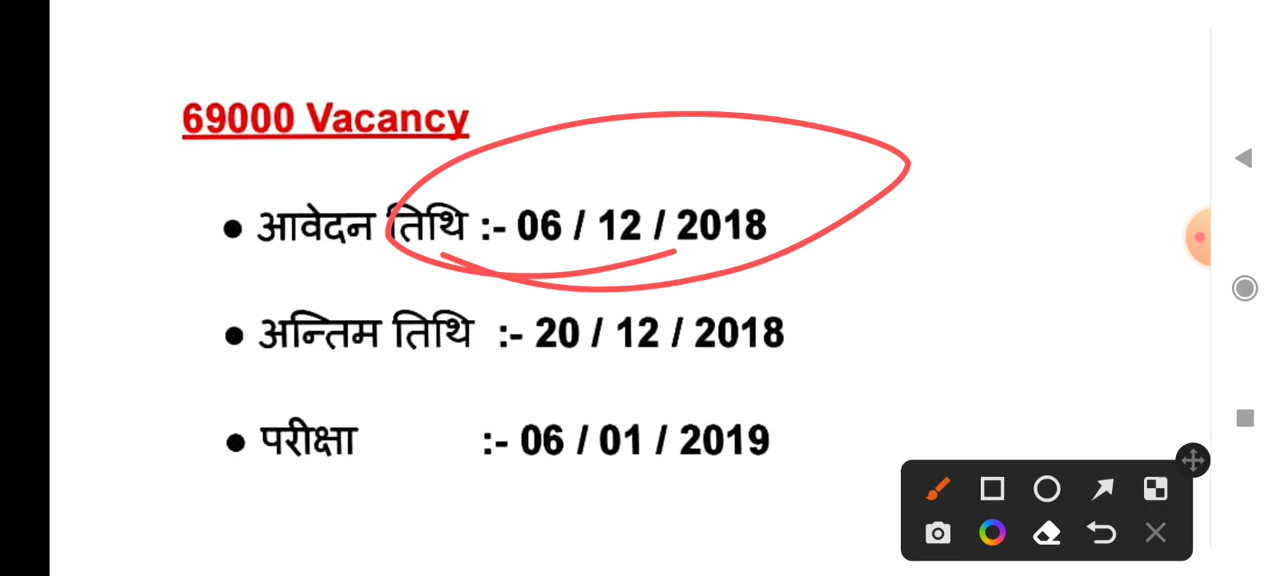 69000 Vacancy
• आवेदन तिथि :- 06 / 12 / 2018
• अन्तिम तिथि :- 20 / 12 / 2018
• परीक्षा :- 06 / 01 / 2019